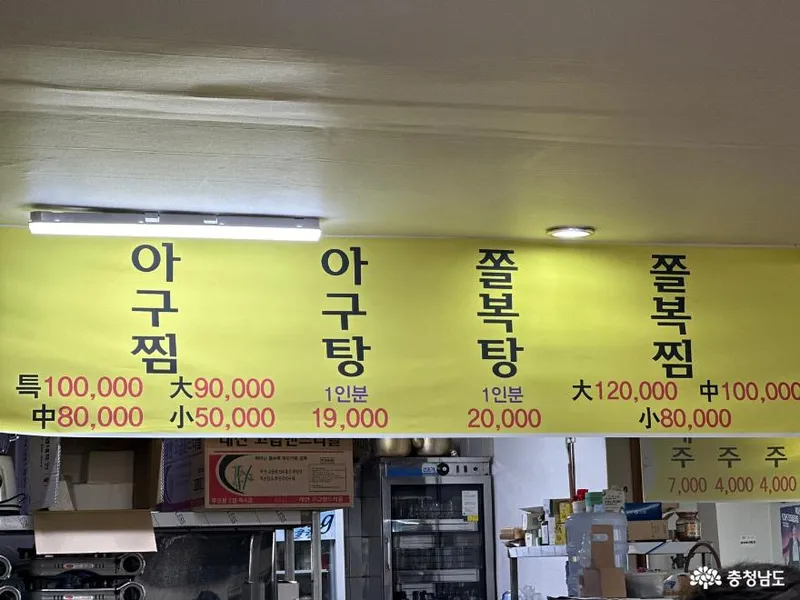 아구찜
특100,000 大90,000
中80,000 小50,000
아구탕
1인분
19,000
쫄복탕
1인분
20,000
쫄복찜
大120,000 中100,000
小80,000
주 주 주
7,000 4,000 4,000
충청남도